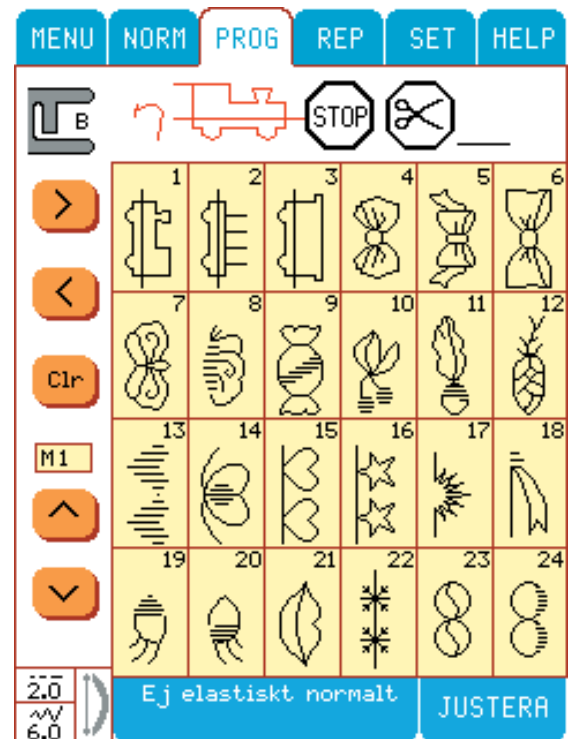 MENU NORM PROG REP SET HELP
B STOP
1 2 3 4 5 6
7 8 9 10 11 12
Clr
M1
13 14 15 16 17 18
19 20 21 22 23 24
2.0
6.0
Ej elastiskt normalt
JUSTERA